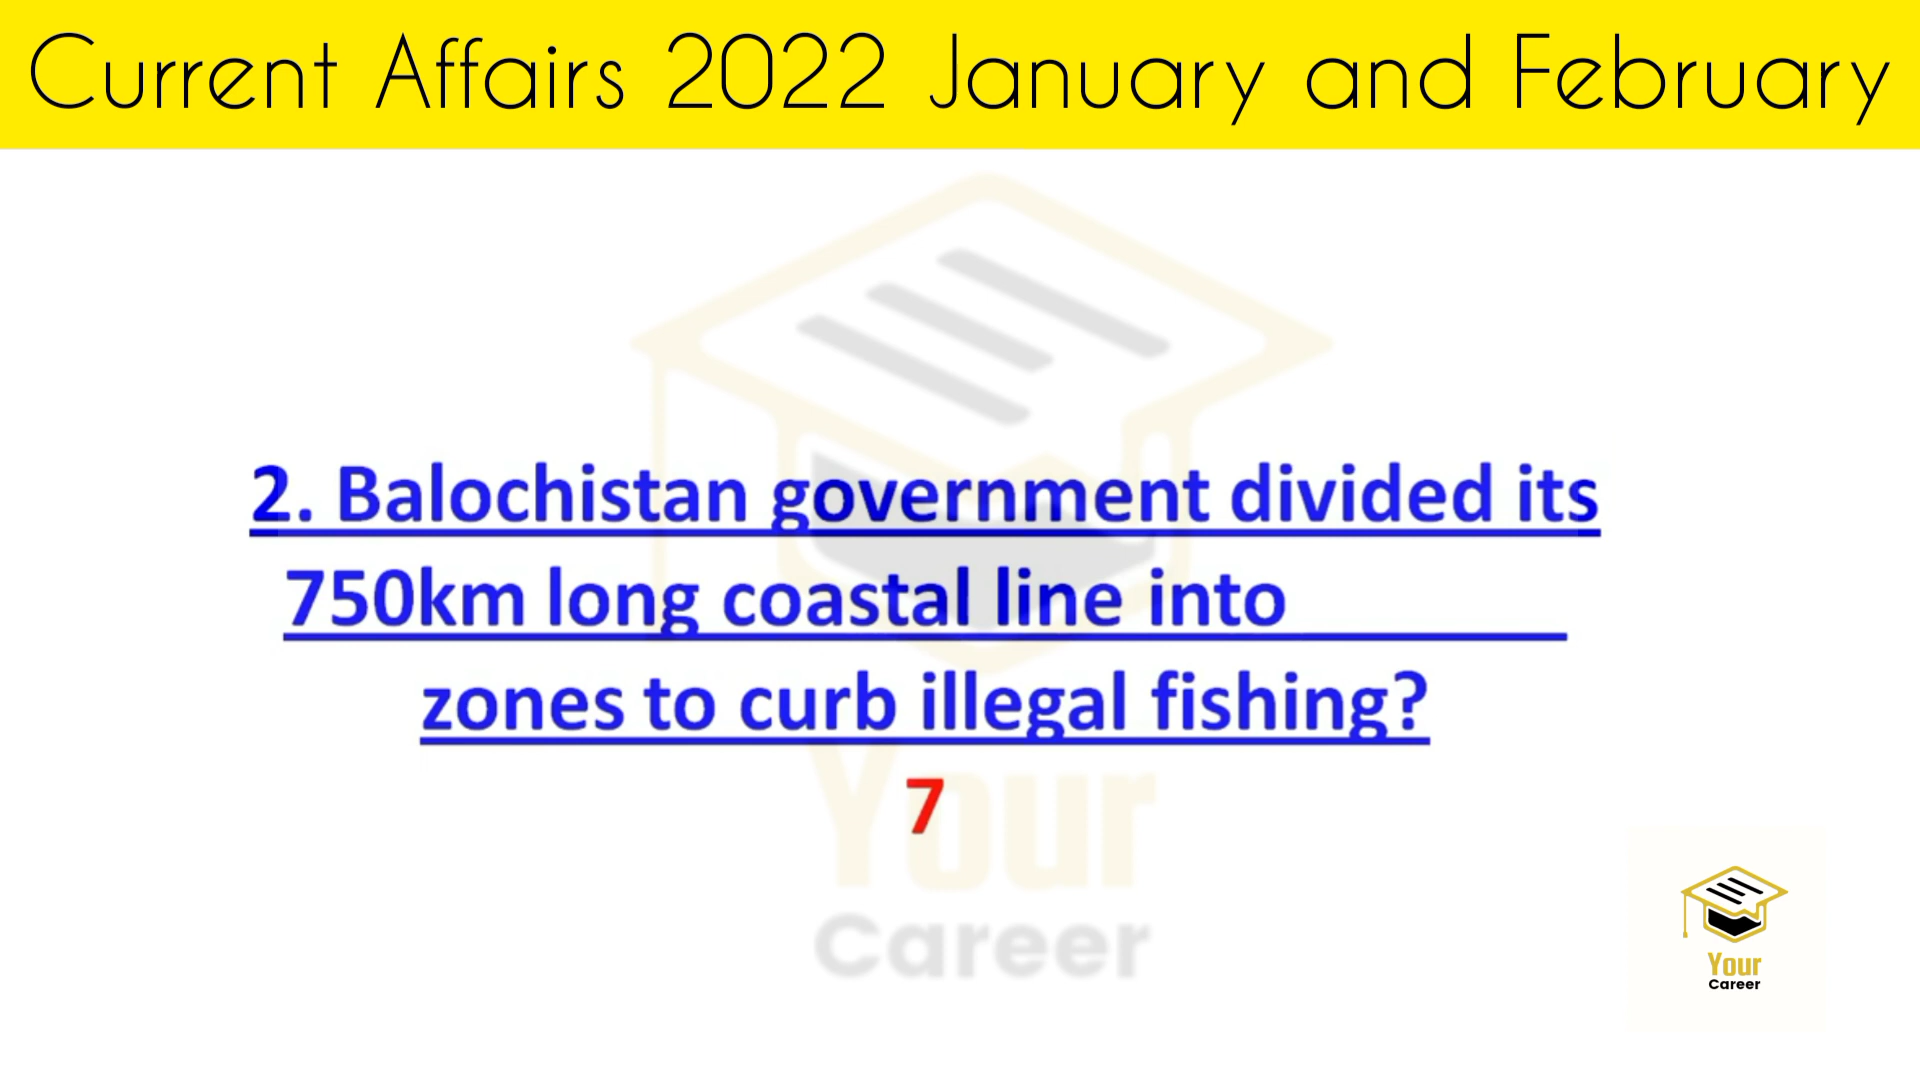 Current Affairs 2022 January and February
2. Balochistan government divided its
750km long coastal line into
zones to curb illegal fishing?
7
Your
Career
Your
Career